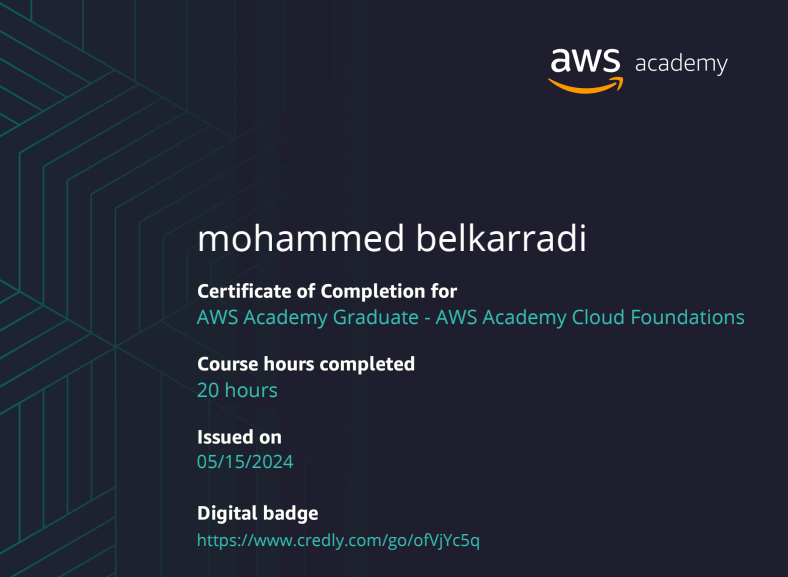 aws academy
mohammed belkarradi
Certificate of Completion for
AWS Academy Graduate - AWS Academy Cloud Foundations
Course hours completed
20 hours
Issued on
05/15/2024
Digital badge
https://www.credly.com/go/ofVjYc5q